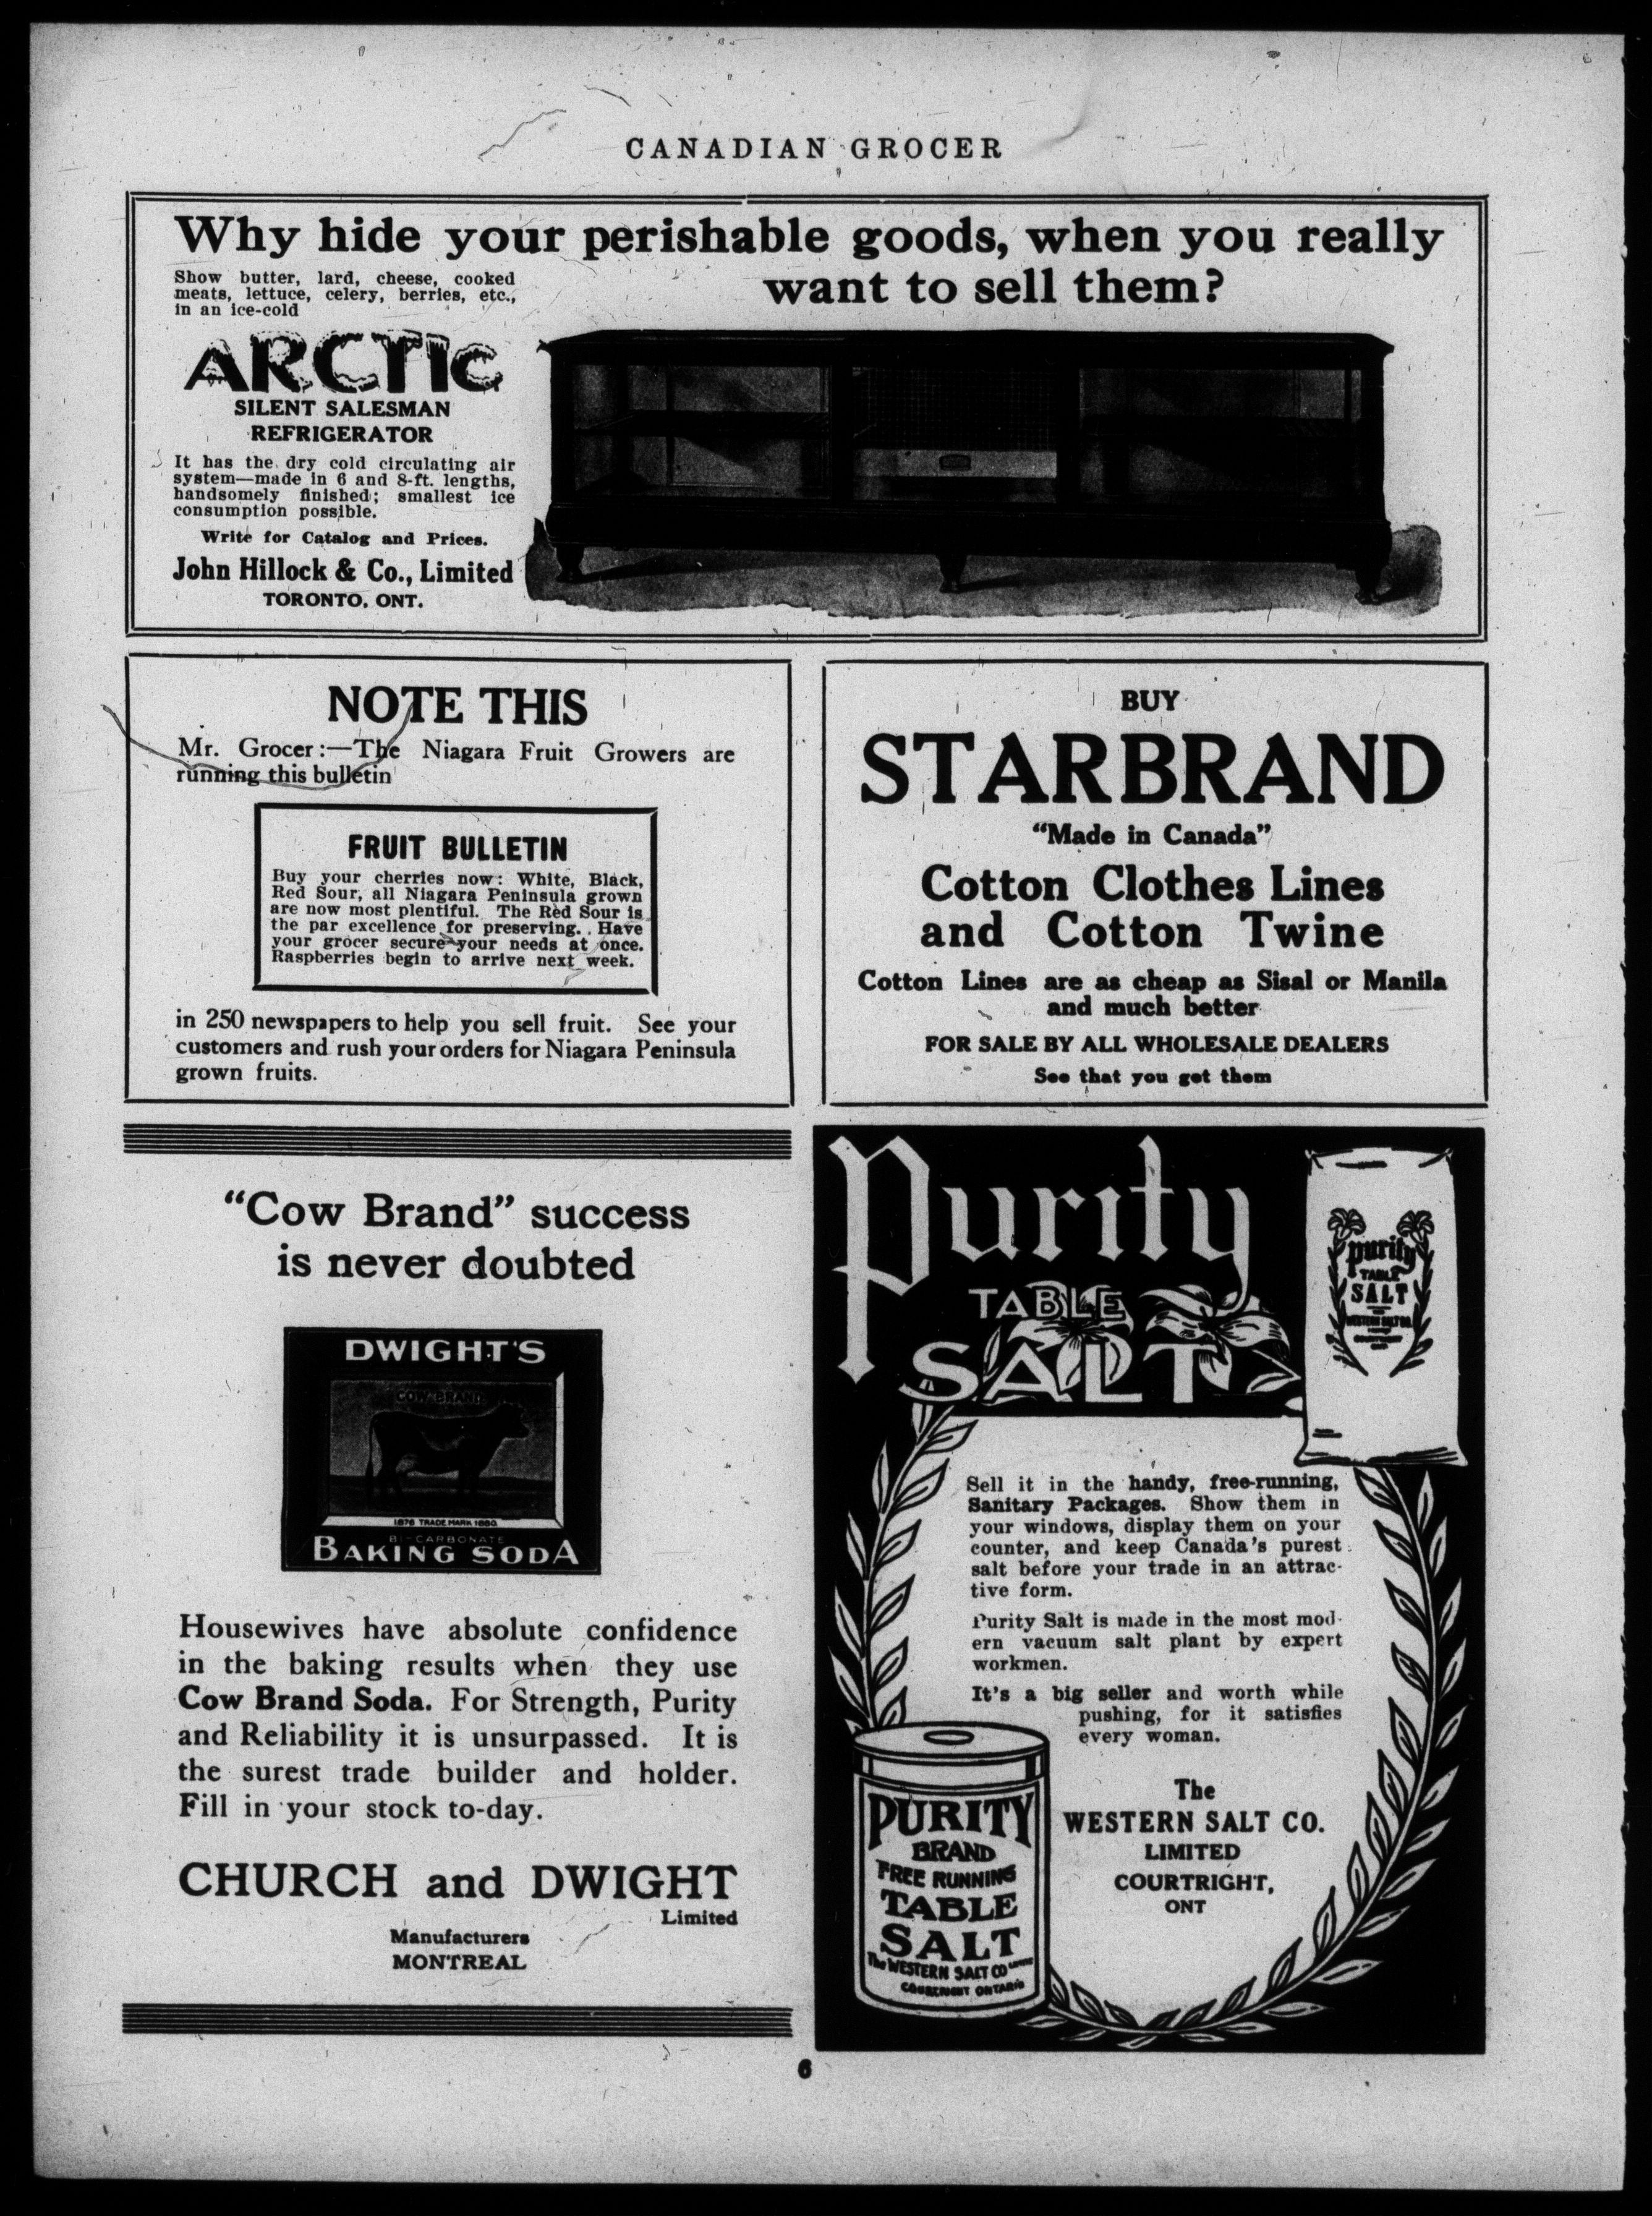 CANADIAN GROCER
Why hide your perishable goods, when you really
want to sell them?
Show butter, lard, cheese, cooked
meats, lettuce, celery, berries, etc.,
in an ice-cold
ARCTIC
SILENT SALESMAN
REFRIGERATOR
It has the dry cold circulating air
system—made in 6 and 8-ft. lengths,
handsomely finished; smallest ice
consumption possible.
Write for Catalog and Prices.
John Hillock & Co., Limited
TORONTO, ONT.
NOTE THIS
Mr. Grocer:—The Niagara Fruit Growers are
running this bulletin
FRUIT BULLETIN
Buy your cherries now: White, Black,
Red Sour, all Niagara Peninsula grown
are now most plentiful. The Red Sour is
the par excellence for preserving. Have
your grocer secure your needs at once.
Raspberries begin to arrive next week.
in 250 newspapers to help you sell fruit. See your
customers and rush your orders for Niagara Peninsula
grown fruits.
BUY
STARBRAND
"Made in Canada"
Cotton Clothes Lines
and Cotton Twine
Cotton Lines are as cheap as Sisal or Manila
and much better
FOR SALE BY ALL WHOLESALE DEALERS
See that you get them
"Cow Brand" success
is never doubted
DWIGHT'S
COW BRAND
1876 TRADE MARK 1880
BI-CARBONATE
BAKING SODA
Housewives have absolute confidence
in the baking results when they use
Cow Brand Soda. For Strength, Purity
and Reliability it is unsurpassed. It is
the surest trade builder and holder.
Fill in your stock to-day.
CHURCH and DWIGHT
Limited
Manufacturers
MONTREAL
Purity
TABLE
SALT
purity
TABLE
SALT
WESTERN SALT CO.
Sell it in the handy, free-running,
Sanitary Packages. Show them in
your windows, display them on your
counter, and keep Canada's purest
salt before your trade in an attrac-
tive form.
Purity Salt is made in the most mod-
ern vacuum salt plant by expert
workmen.
It's a big seller and worth while
pushing, for it satisfies
every woman.
The
WESTERN SALT CO.
LIMITED
COURTRIGHT,
ONT
PURITY
BRAND
FREE RUNNING
TABLE
SALT
The WESTERN SALT CO LIMITED
COURTRIGHT ONTARIO
6